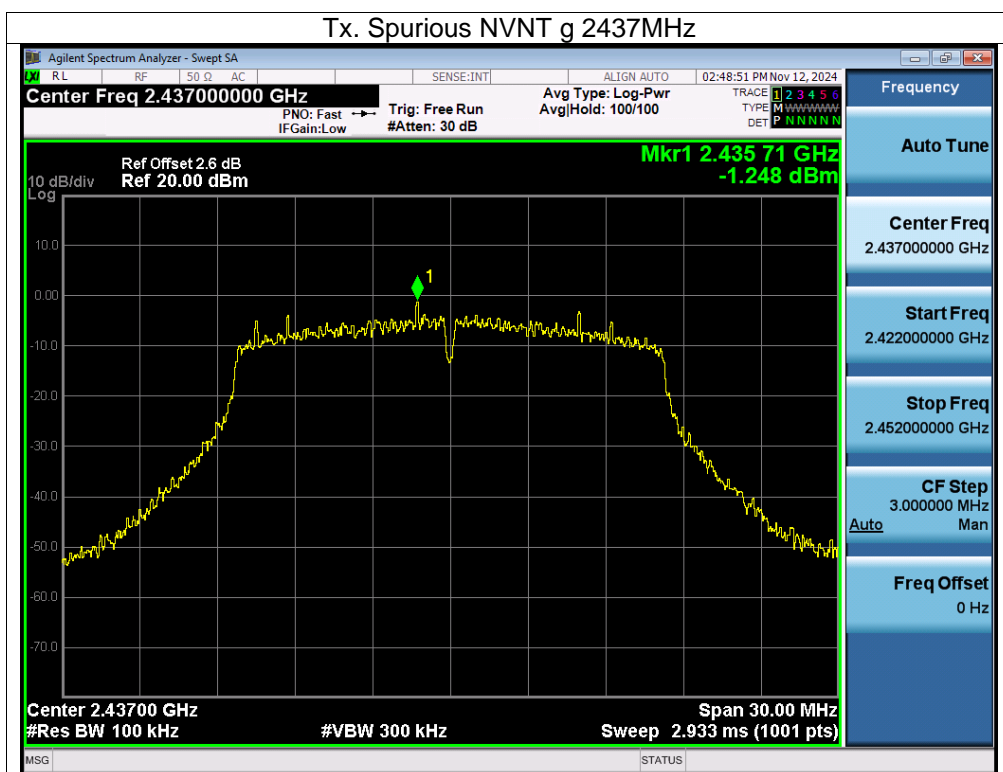 Tx. Spurious NVNT g 2437MHz
Agilent Spectrum Analyzer - Swept SA
LXI RL RF 50 Ω AC SENSE:INT ALIGN AUTO 02:48:51 PM Nov 12, 2024
Center Freq 2.437000000 GHz
PNO: Fast
IFGain:Low
Trig: Free Run
#Atten: 30 dB
Avg Type: Log-Pwr
Avg|Hold: 100/100
TRACE 1 2 3 4 5 6
TYPE M WWWWW
DET P N N N N N
Mkr1 2.435 71 GHz
-1.248 dBm
Ref Offset 2.6 dB
Ref 20.00 dBm
10 dB/div
Log
10.0
0.00
-10.0
-20.0
-30.0
-40.0
-50.0
-60.0
-70.0
1
Center 2.43700 GHz
Span 30.00 MHz
#Res BW 100 kHz
#VBW 300 kHz
Sweep 2.933 ms (1001 pts)
MSG
STATUS
Frequency
Auto Tune
Center Freq
2.437000000 GHz
Start Freq
2.422000000 GHz
Stop Freq
2.452000000 GHz
CF Step
3.000000 MHz
Auto Man
Freq Offset
0 Hz